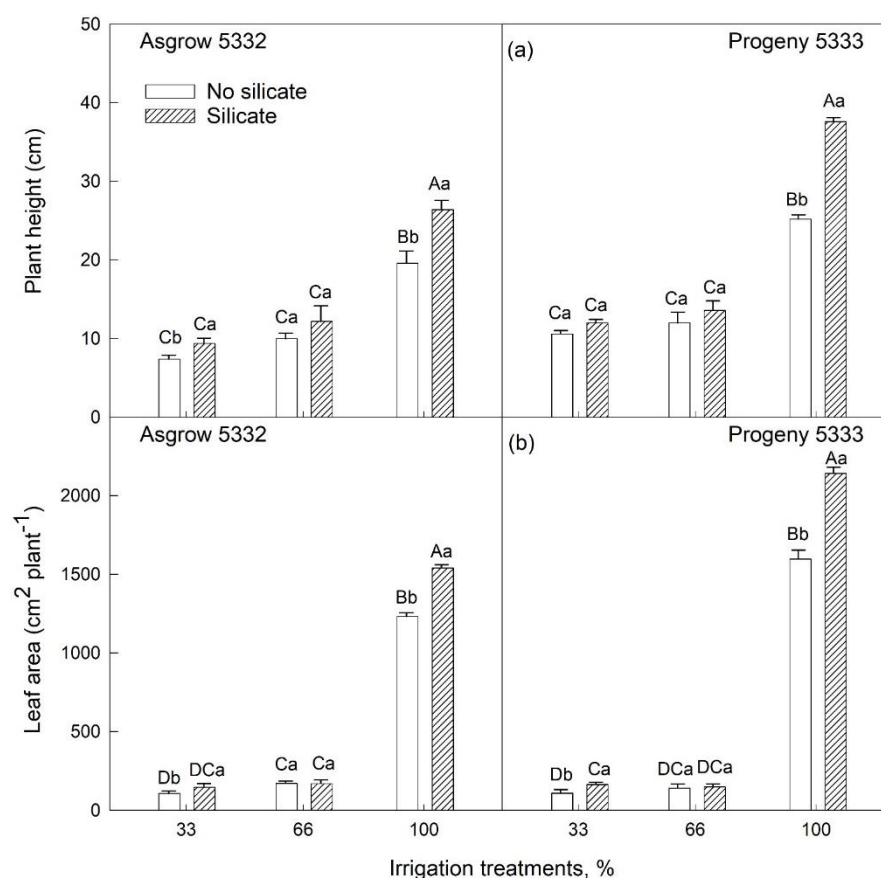 Asgrow 5332
(a)
Progeny 5333
No silicate
Silicate
Plant height (cm)
50
40
30
20
10
0
Cb
Ca
Ca
Ca
Bb
Aa
Ca
Ca
Ca
Ca
Bb
Aa
Asgrow 5332
(b)
Progeny 5333
Leaf area (cm² plant⁻¹)
2000
1500
1000
500
0
Db
DCa
Ca
Ca
Bb
Aa
Db
Ca
DCa
DCa
Bb
Aa
33
66
100
33
66
100
Irrigation treatments, %